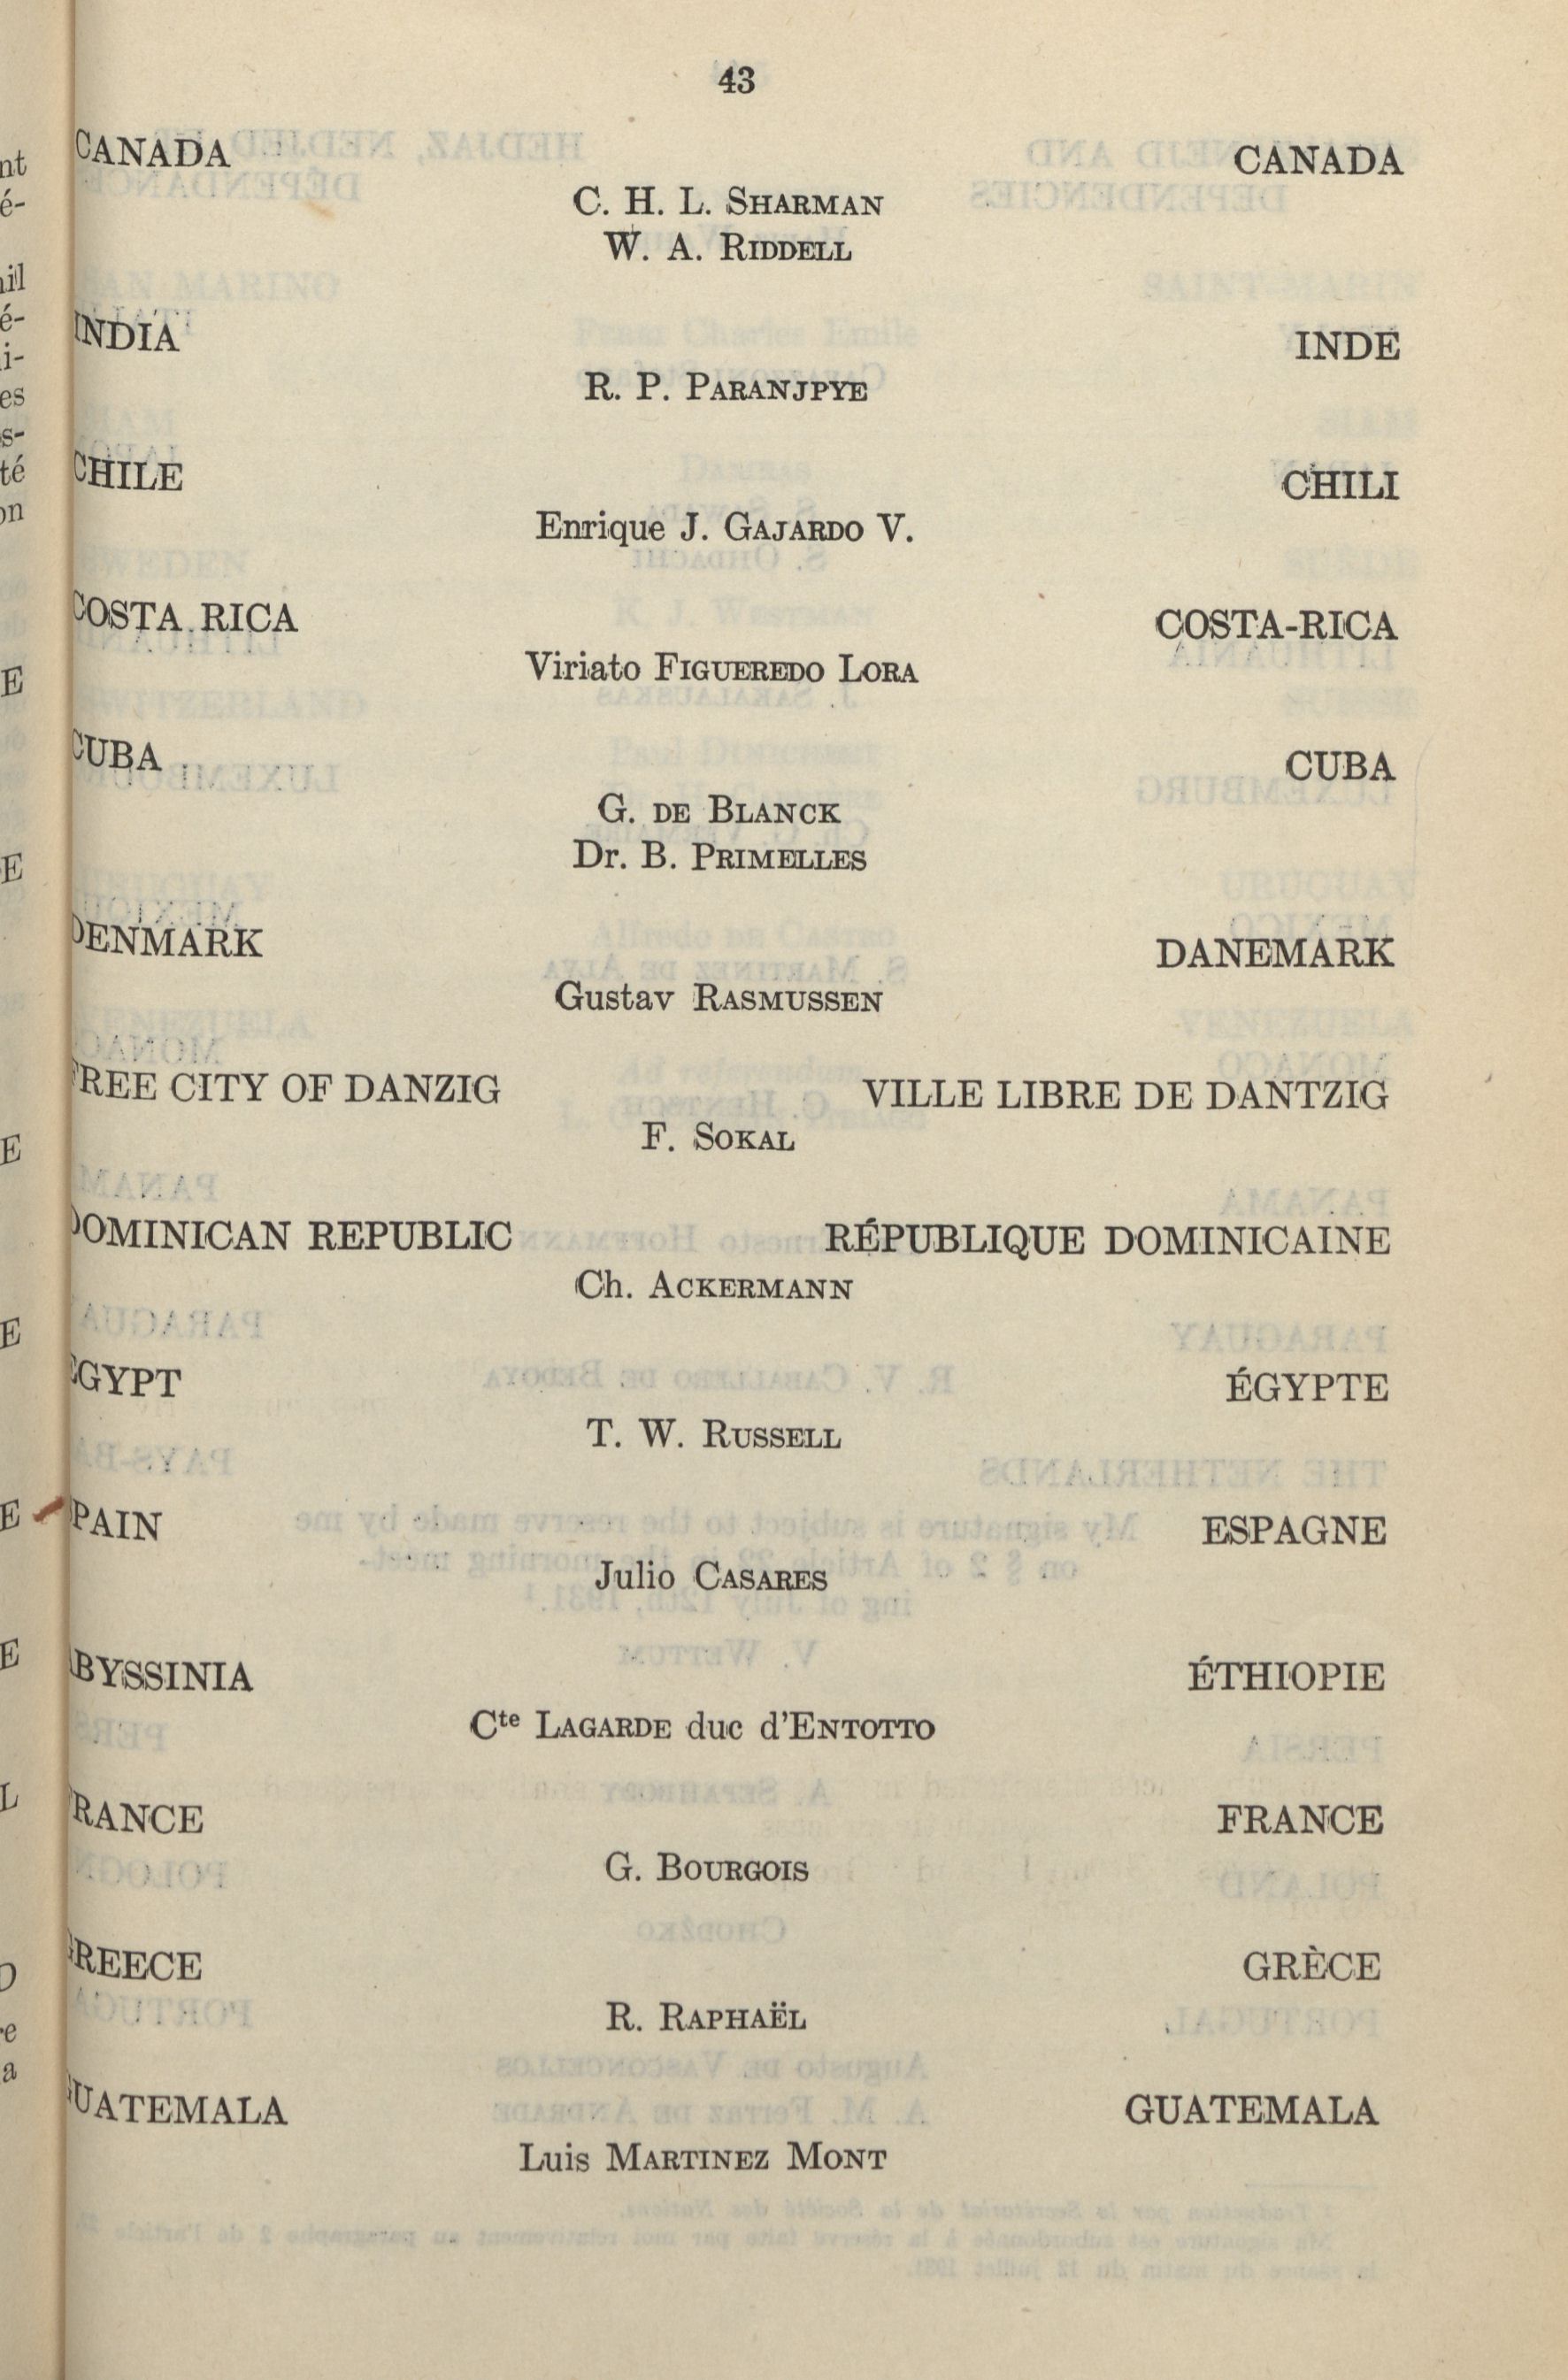 43
CANADA CANADA
C. H. L. SHARMAN
W. A. RIDDELL
INDIA INDE
R. P. PARANJPYE
CHILE CHILI
Enrique J. GAJARDO V.
COSTA RICA COSTA-RICA
Viriato FIGUEREDO LORA
CUBA CUBA
G. DE BLANCK
Dr. B. PRIMELLES
DENMARK DANEMARK
Gustav RASMUSSEN
FREE CITY OF DANZIG VILLE LIBRE DE DANTZIG
F. SOKAL
DOMINICAN REPUBLIC RÉPUBLIQUE DOMINICAINE
Ch. ACKERMANN
EGYPT ÉGYPTE
T. W. RUSSELL
PAIN ESPAGNE
Julio CASARES
BYSSINIA ÉTHIOPIE
Cte LAGARDE duc d'ENTOTTO
FRANCE FRANCE
G. BOURGOIS
GREECE GRÈCE
R. RAPHAËL
GUATEMALA GUATEMALA
Luis MARTINEZ MONT